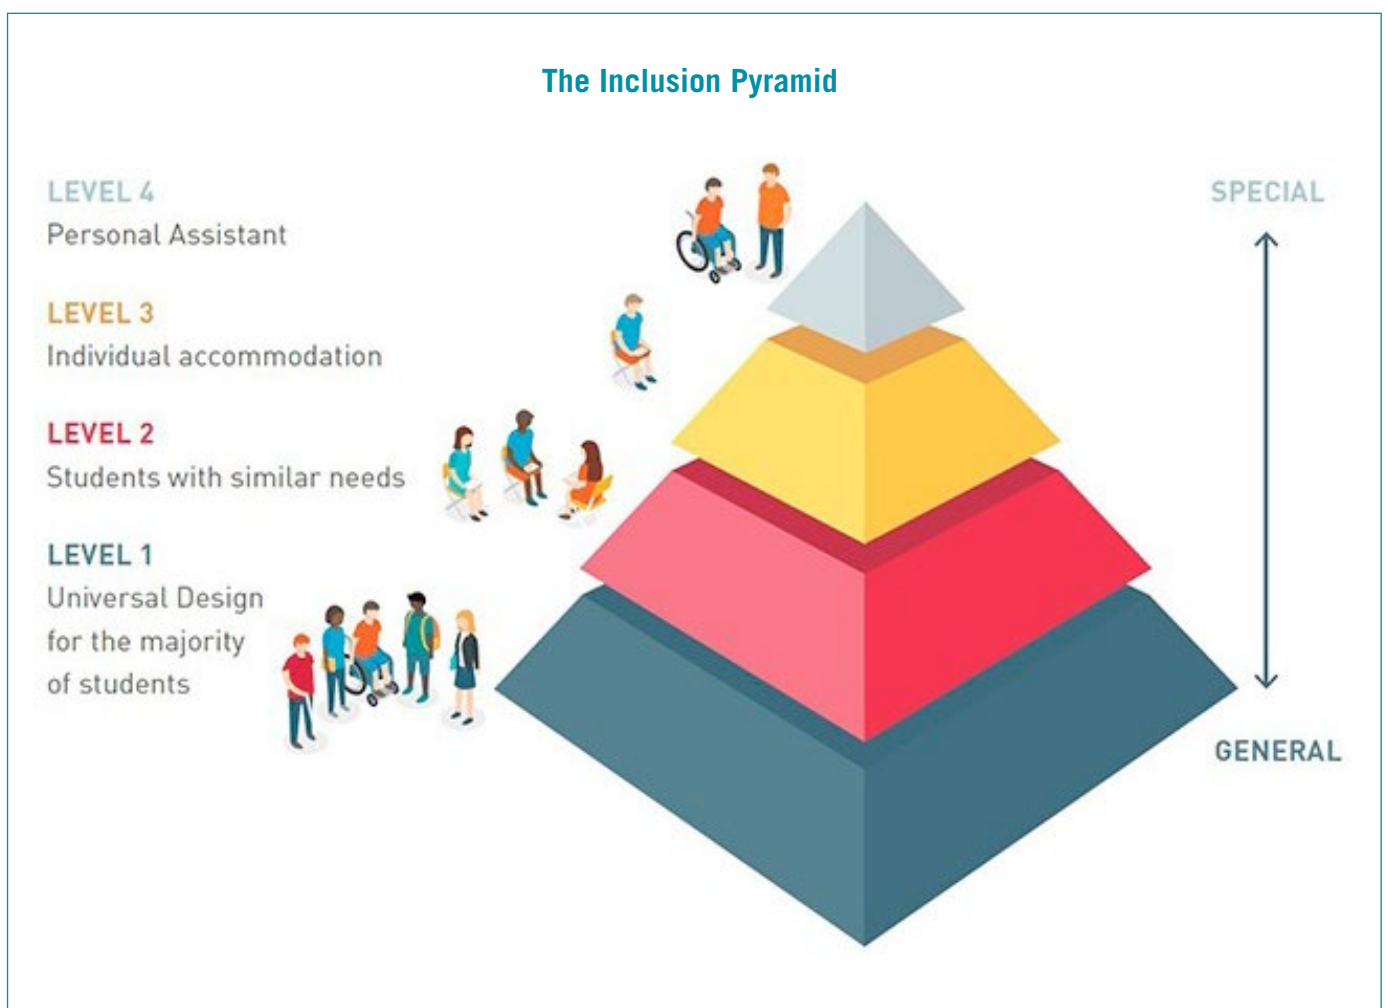 The Inclusion Pyramid
LEVEL 4
Personal Assistant
LEVEL 3
Individual accommodation
LEVEL 2
Students with similar needs
LEVEL 1
Universal Design
for the majority
of students
SPECIAL
GENERAL